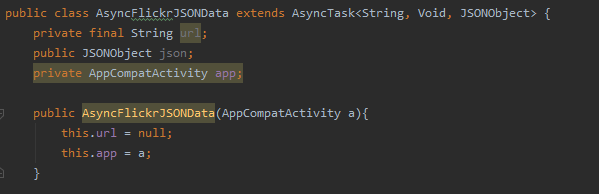 public class AsyncFlickrJSONData extends AsyncTask<String, Void, JSONObject> {
    private final String url;
    public JSONObject json;
    private AppCompatActivity app;

    public AsyncFlickrJSONData(AppCompatActivity a){
        this.url = null;
        this.app = a;
    }